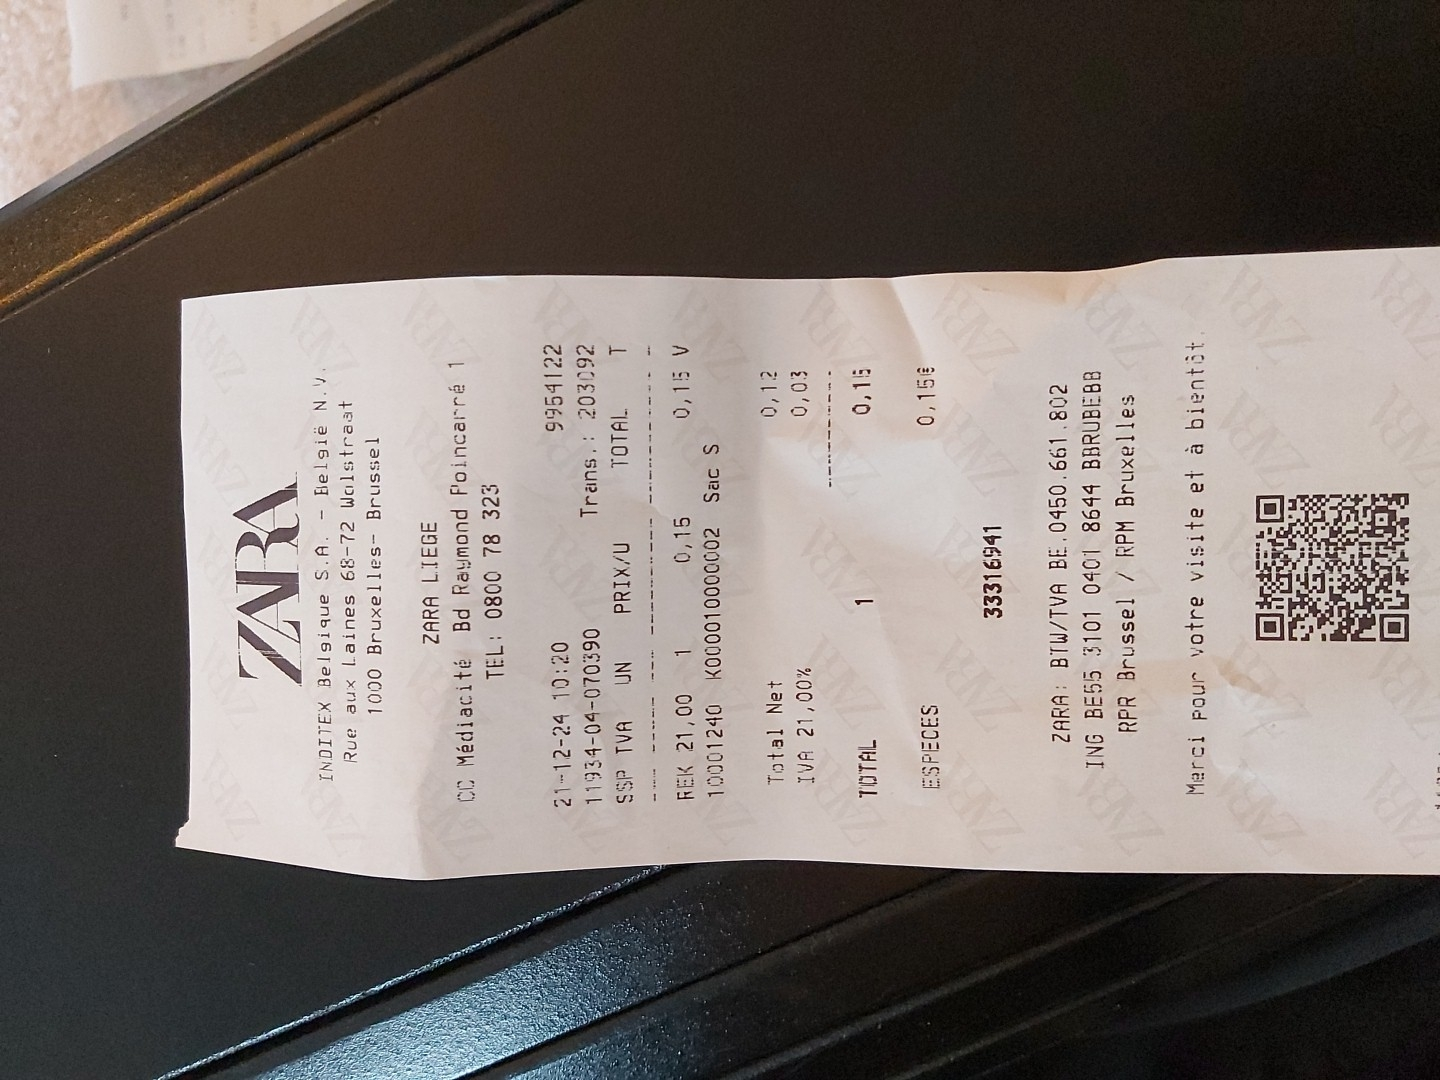 ZARA
INDITEX Belgique S.A. - België N.V.
Rue aux Laines 68-72 Wolstraat
1000 Bruxelles- Brussel
ZARA LIEGE
CC Médiacité Bd Raymond Poincarré 1
TEL: 0800 78 323
21-12-24 10:20 9954122
11934-04-070390 Trans.: 203092
SSP TVA UN PRIX/U TOTAL T
REK 21,00 1 0,15 0,15 V
10001240 K000010000002 Sac S
Total Net 0,12
IVA 21,00% 0,03
TOTAL 1 0,15
ESPECES 0,15€
33316941
ZARA: BTW/TVA BE.0450.661.802
ING BE55 3101 0401 8644 BBRUBEBB
RPR Brussel / RPM Bruxelles
Merci pour votre visite et à bientôt.